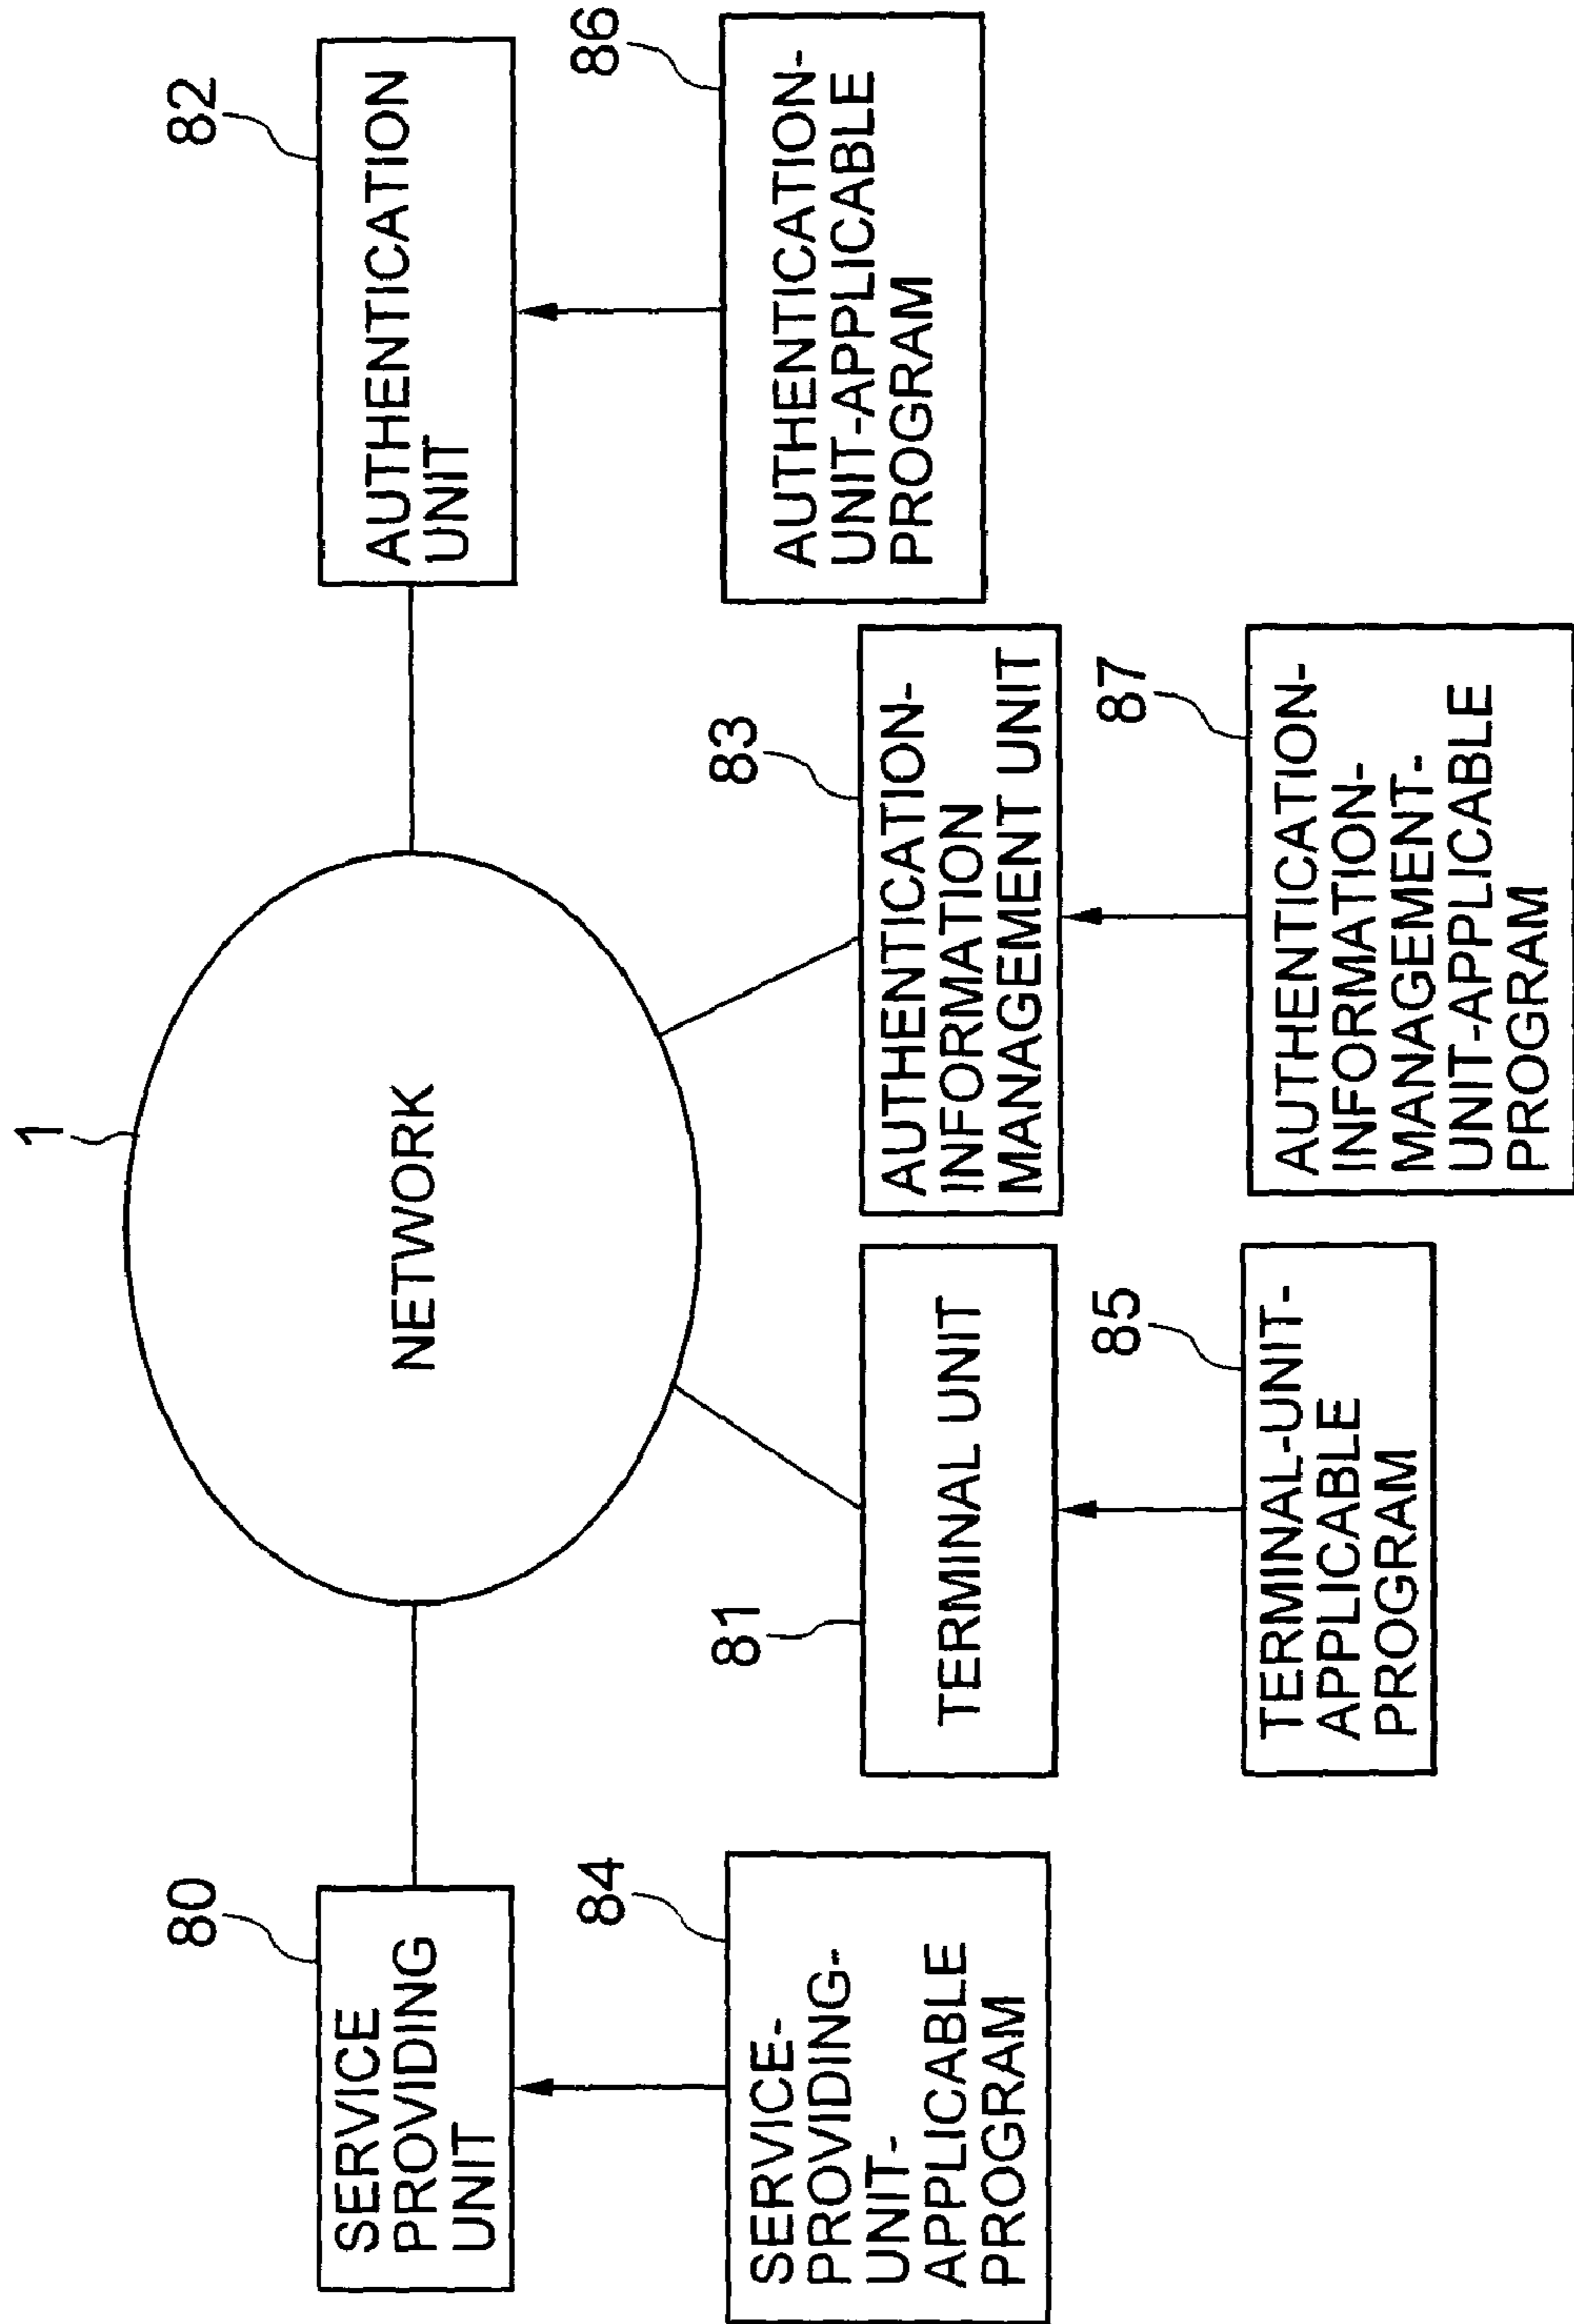 1
NETWORK
80
SERVICE
PROVIDING
UNIT
82
AUTHENTICATION
UNIT
84
SERVICE-
PROVIDING-
UNIT-
APPLICABLE
PROGRAM
86
AUTHENTICATION-
UNIT-APPLICABLE
PROGRAM
81
TERMINAL UNIT
83
AUTHENTICATION-
INFORMATION
MANAGEMENT UNIT
85
TERMINAL-UNIT-
APPLICABLE
PROGRAM
87
AUTHENTICATION-
INFORMATION-
MANAGEMENT-
UNIT-APPLICABLE
PROGRAM